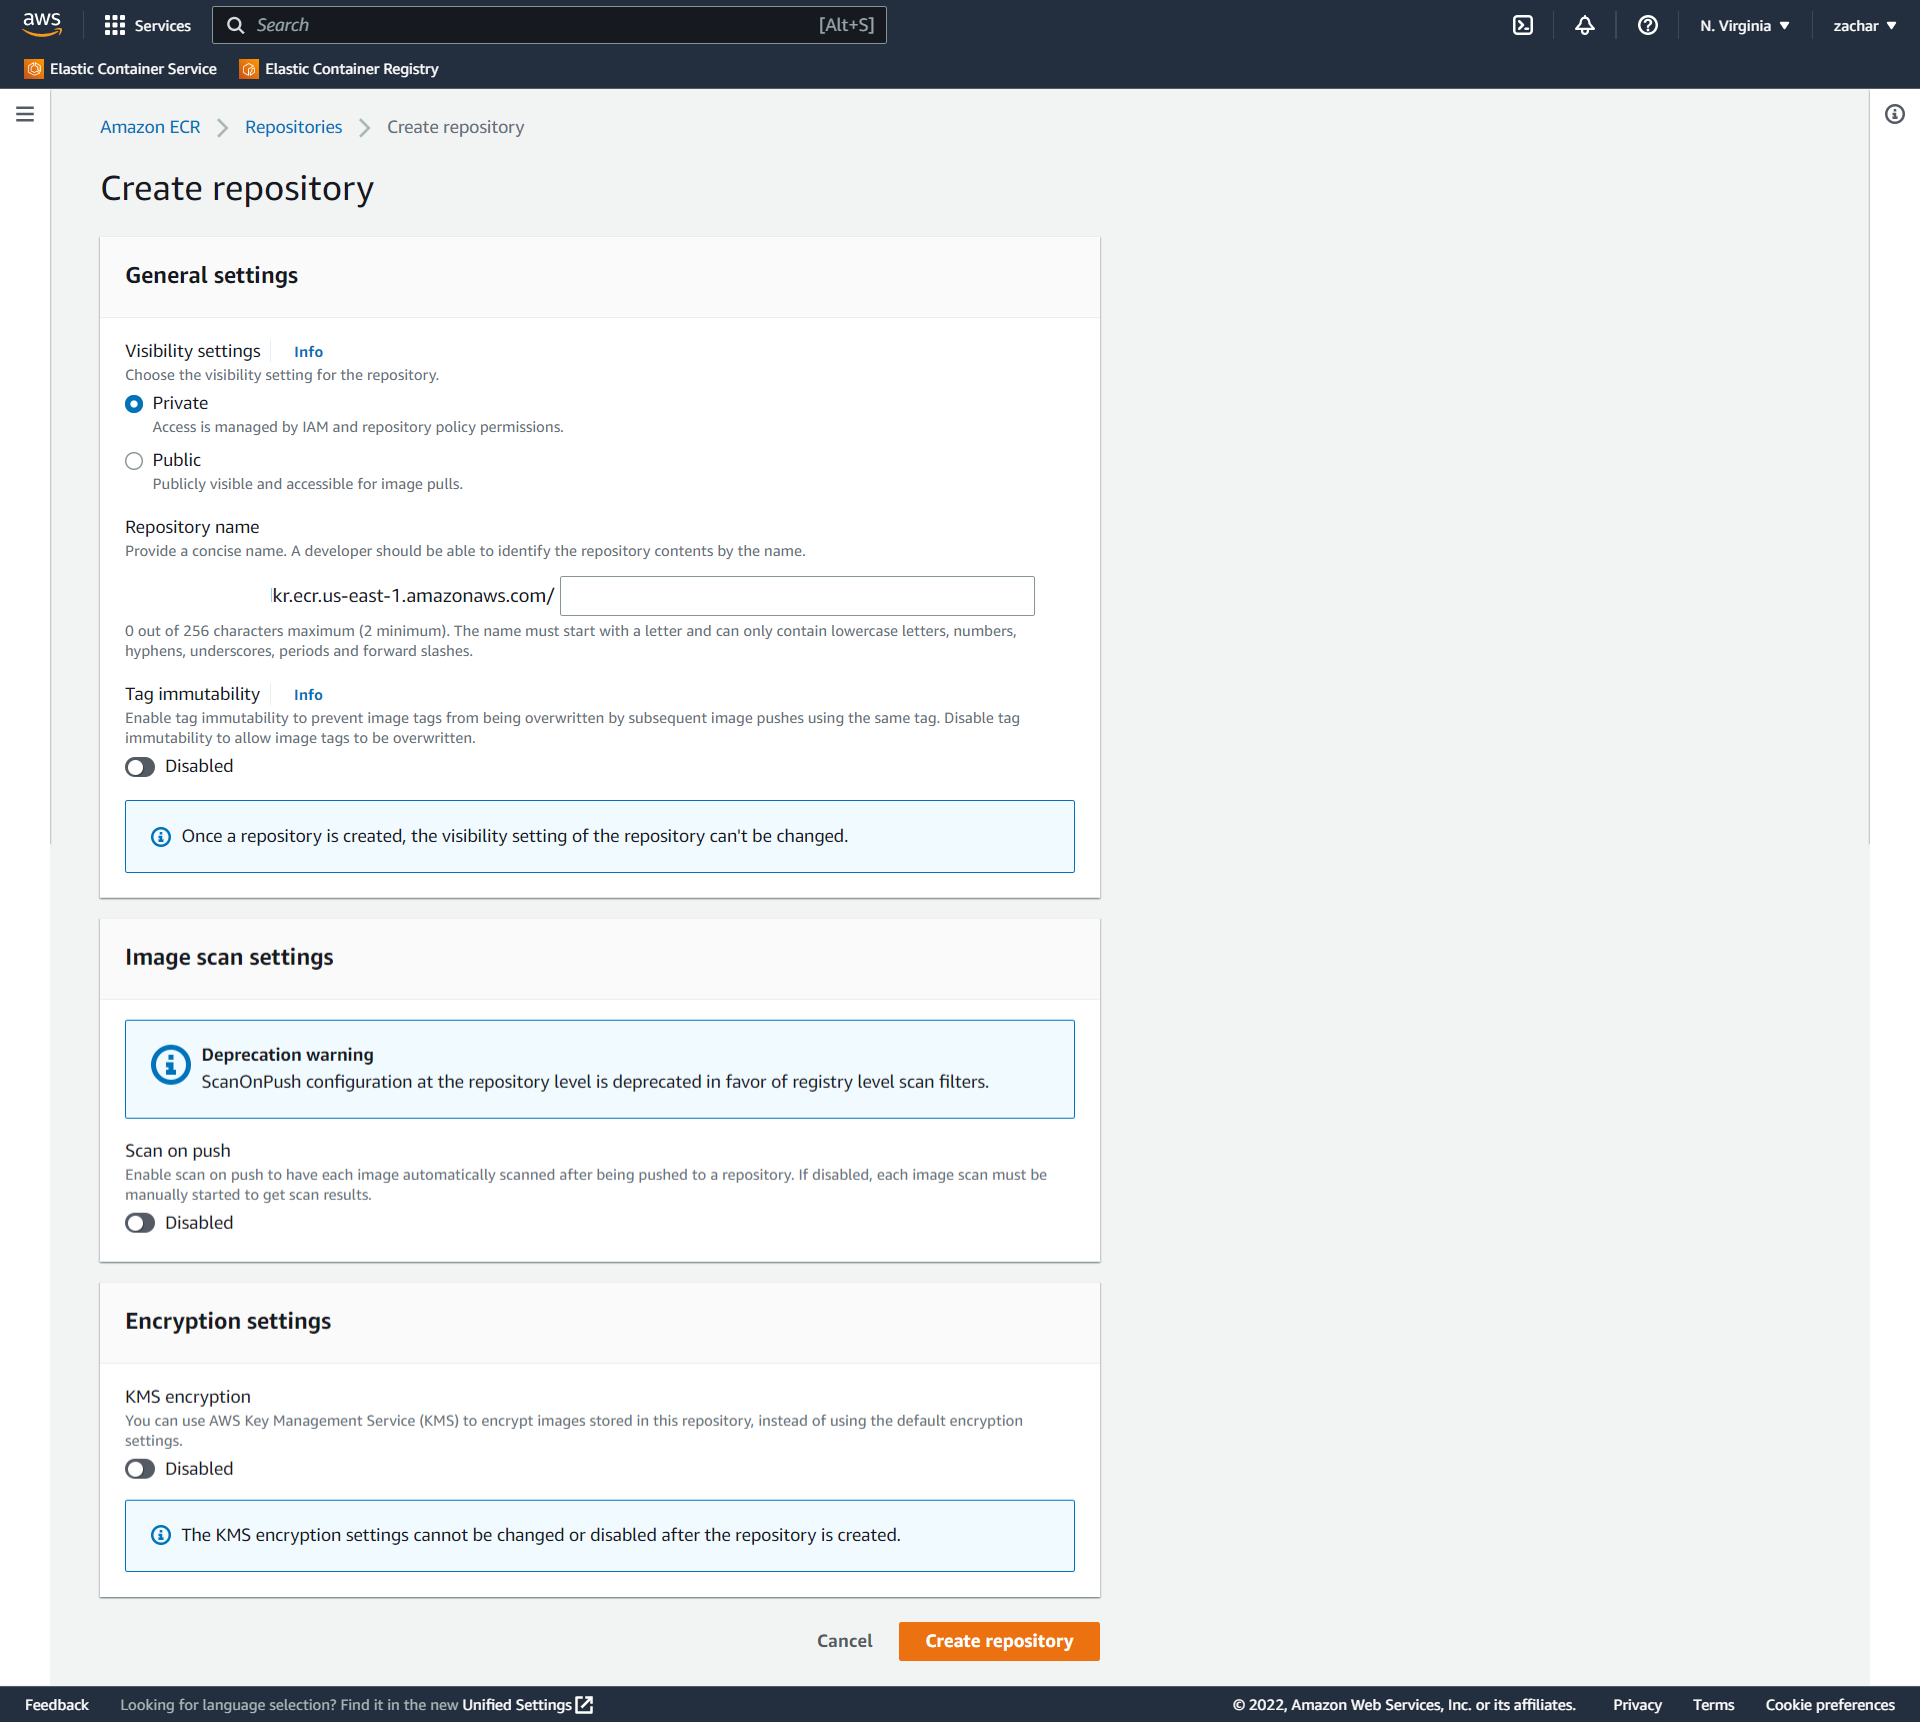 aws
Services
Search
[Alt+S]
N. Virginia
zachar
Elastic Container Service
Elastic Container Registry
Amazon ECR
Repositories
Create repository
Create repository
General settings
Visibility settings
Info
Choose the visibility setting for the repository.
Private
Access is managed by IAM and repository policy permissions.
Public
Publicly visible and accessible for image pulls.
Repository name
Provide a concise name. A developer should be able to identify the repository contents by the name.
kr.ecr.us-east-1.amazonaws.com/
0 out of 256 characters maximum (2 minimum). The name must start with a letter and can only contain lowercase letters, numbers,
hyphens, underscores, periods and forward slashes.
Tag immutability
Info
Enable tag immutability to prevent image tags from being overwritten by subsequent image pushes using the same tag. Disable tag
immutability to allow image tags to be overwritten.
Disabled
Once a repository is created, the visibility setting of the repository can't be changed.
Image scan settings
Deprecation warning
ScanOnPush configuration at the repository level is deprecated in favor of registry level scan filters.
Scan on push
Enable scan on push to have each image automatically scanned after being pushed to a repository. If disabled, each image scan must be
manually started to get scan results.
Disabled
Encryption settings
KMS encryption
You can use AWS Key Management Service (KMS) to encrypt images stored in this repository, instead of using the default encryption
settings.
Disabled
The KMS encryption settings cannot be changed or disabled after the repository is created.
Cancel
Create repository
Feedback
Looking for language selection? Find it in the new Unified Settings
© 2022, Amazon Web Services, Inc. or its affiliates.
Privacy
Terms
Cookie preferences